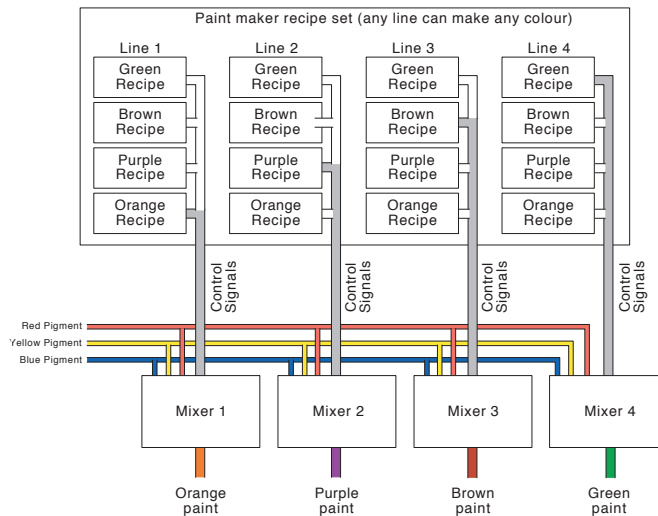 Paint maker recipe set (any line can make any colour)
Line 1
Line 2
Line 3
Line 4
Green
Recipe
Green
Recipe
Green
Recipe
Green
Recipe
Brown
Recipe
Brown
Recipe
Brown
Recipe
Brown
Recipe
Purple
Recipe
Purple
Recipe
Purple
Recipe
Purple
Recipe
Orange
Recipe
Orange
Recipe
Orange
Recipe
Orange
Recipe
Control
Signals
Control
Signals
Control
Signals
Control
Signals
Red Pigment
Yellow Pigment
Blue Pigment
Mixer 1
Mixer 2
Mixer 3
Mixer 4
Orange
paint
Purple
paint
Brown
paint
Green
paint